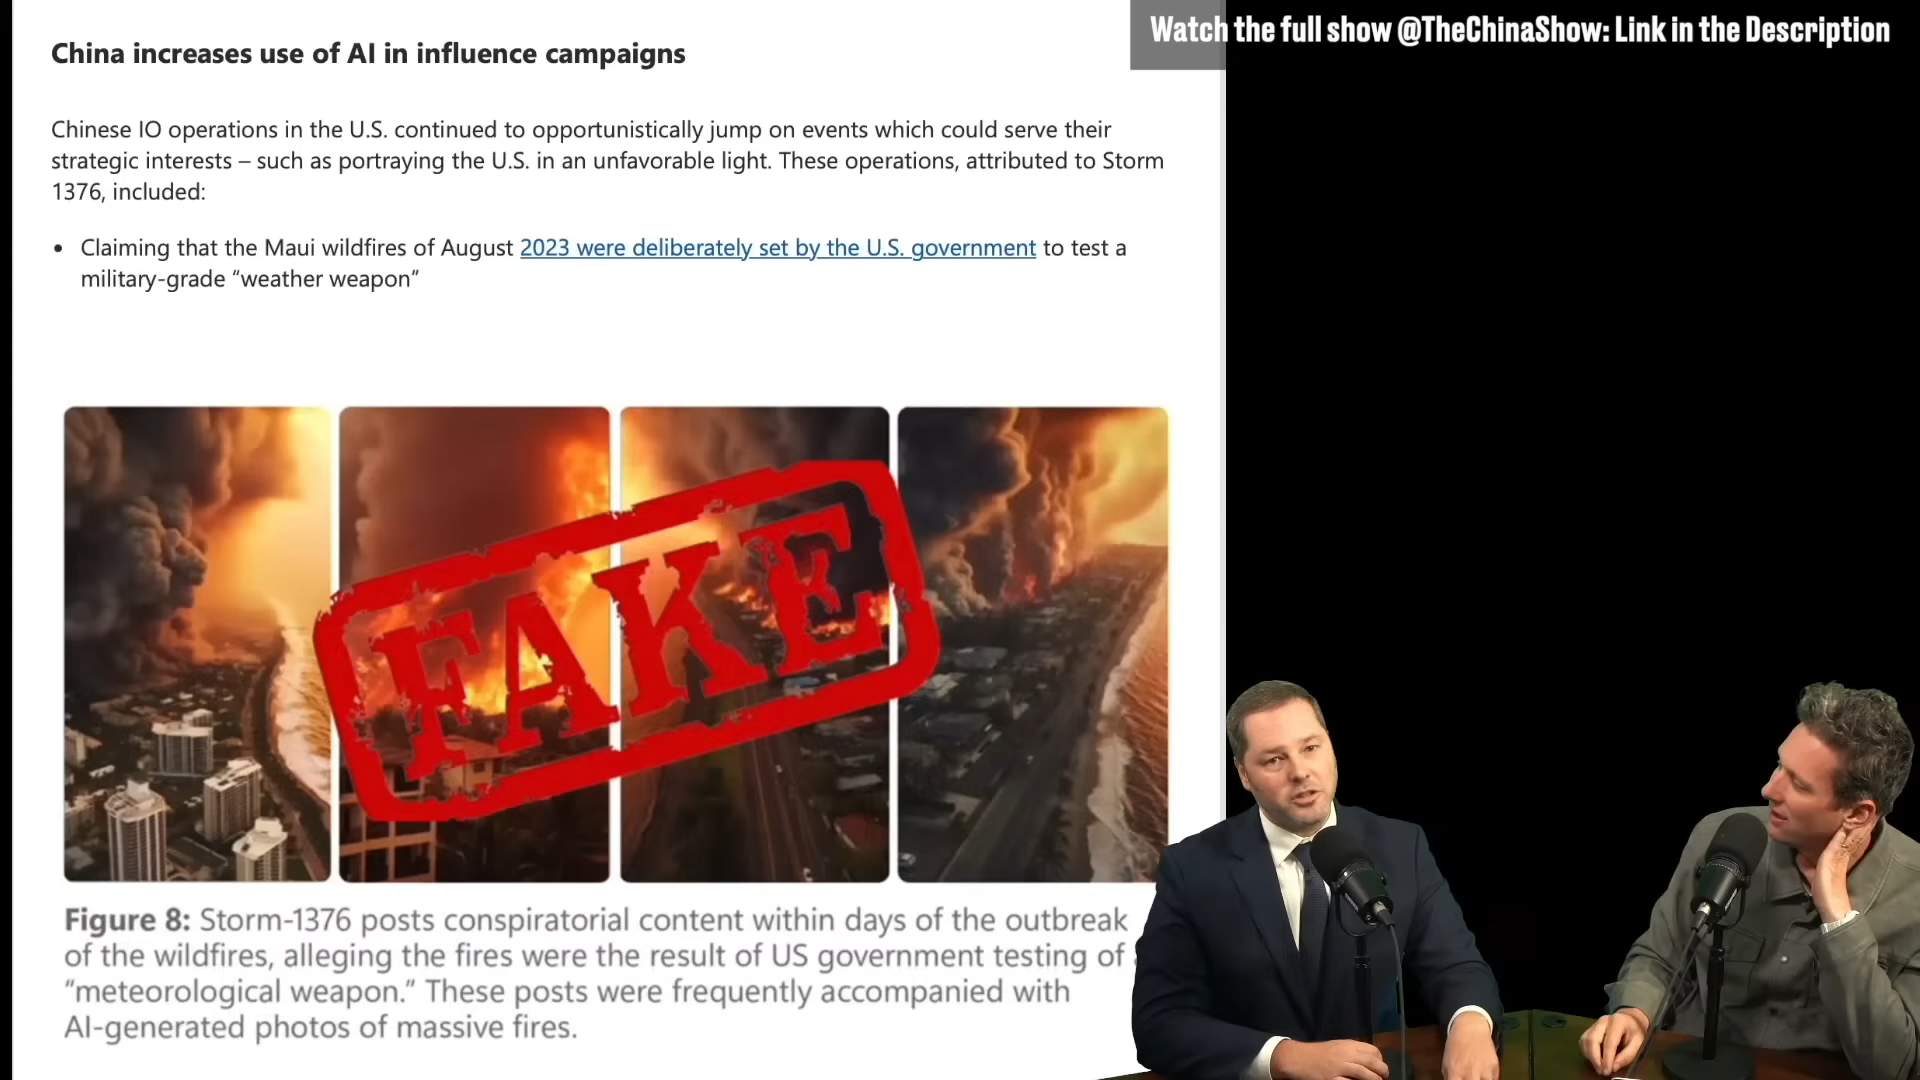 Watch the full show @TheChinaShow: Link in the Description
China increases use of AI in influence campaigns
Chinese IO operations in the U.S. continued to opportunistically jump on events which could serve their
strategic interests – such as portraying the U.S. in an unfavorable light. These operations, attributed to Storm
1376, included:
• Claiming that the Maui wildfires of August 2023 were deliberately set by the U.S. government to test a
military-grade “weather weapon”
FAKE
Figure 8: Storm-1376 posts conspiratorial content within days of the outbreak
of the wildfires, alleging the fires were the result of US government testing of
“meteorological weapon.” These posts were frequently accompanied with
AI-generated photos of massive fires.